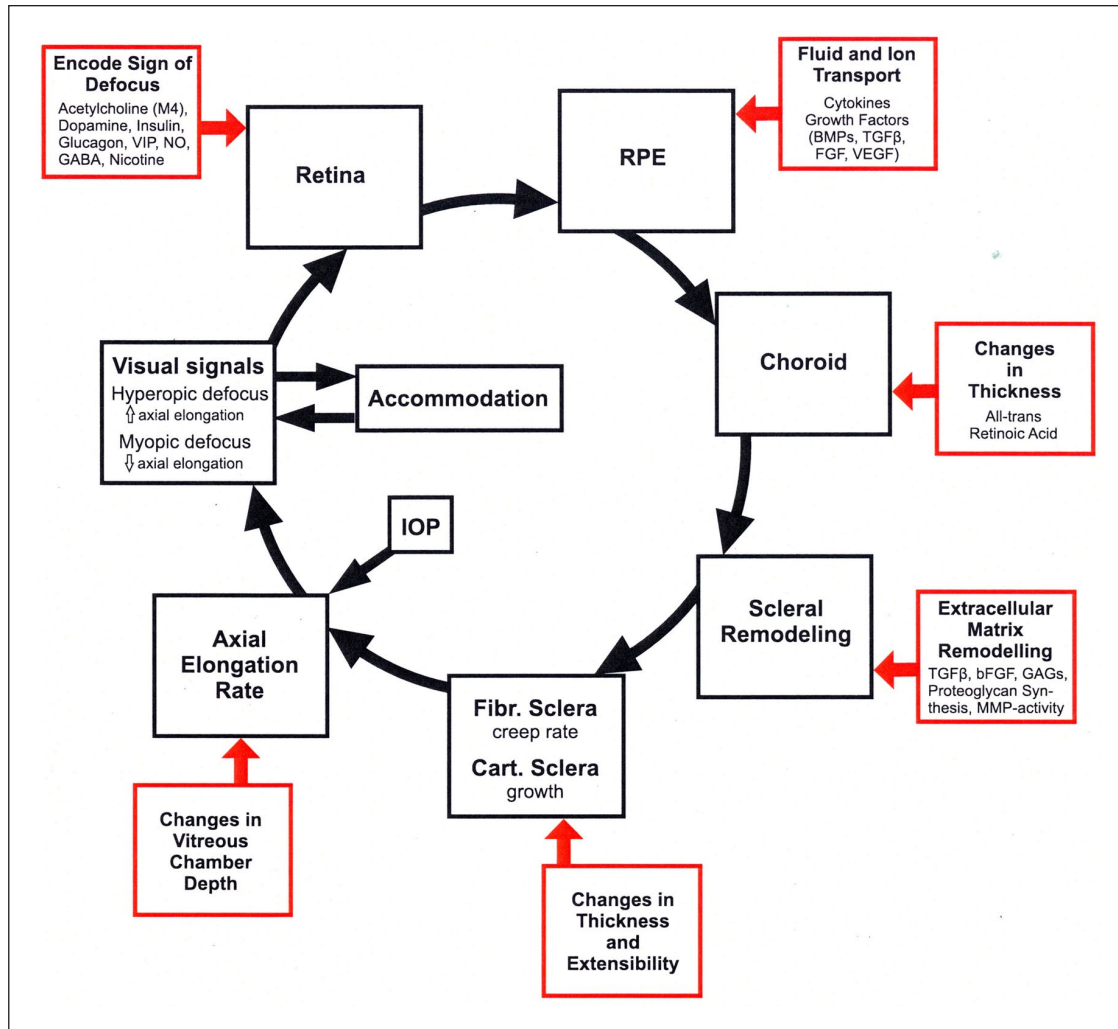 Encode Sign of
Defocus
Acetylcholine (M4),
Dopamine, Insulin,
Glucagon, VIP, NO,
GABA, Nicotine
Retina
RPE
Fluid and Ion
Transport
Cytokines
Growth Factors
(BMPs, TGFβ,
FGF, VEGF)
Visual signals
Hyperopic defocus
⇧ axial elongation
Myopic defocus
⇩ axial elongation
Accommodation
Choroid
Changes
in
Thickness
All-trans
Retinoic Acid
IOP
Axial
Elongation
Rate
Fibr. Sclera
creep rate
Cart. Sclera
growth
Scleral
Remodeling
Extracellular
Matrix
Remodelling
TGFβ, bFGF, GAGs,
Proteoglycan Syn-
thesis, MMP-activity
Changes in
Vitreous
Chamber
Depth
Changes in
Thickness
and
Extensibility